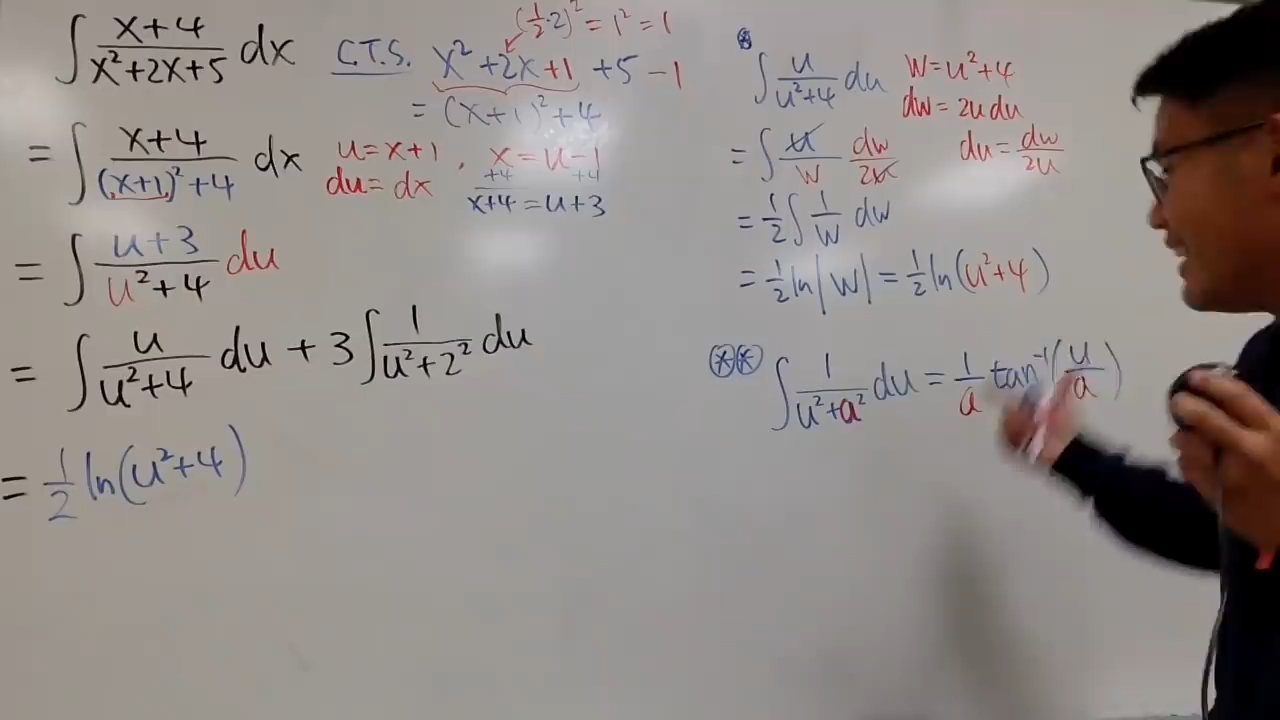 ∫ (x+4)/(x²+2x+5) dx
C.T.S. x²+2x+1 +5 −1
(½·2)² = 1² = 1
= (x+1)²+4
= ∫ (x+4)/((x+1)²+4) dx
u = x+1 , x = u−1
du = dx
+4 +4
x+4 = u+3
= ∫ (u+3)/(u²+4) du
= ∫ u/(u²+4) du + 3∫ 1/(u²+2²) du
= ½ ln(u²+4)
*
∫ u/(u²+4) du
w = u²+4
dw = 2u du
du = dw/2u
= ∫ u/w dw/2u
= ½ ∫ 1/w dw
= ½ ln|w| = ½ ln(u²+4)
** ∫ 1/(u²+a²) du = 1/a tan⁻¹(u/a)